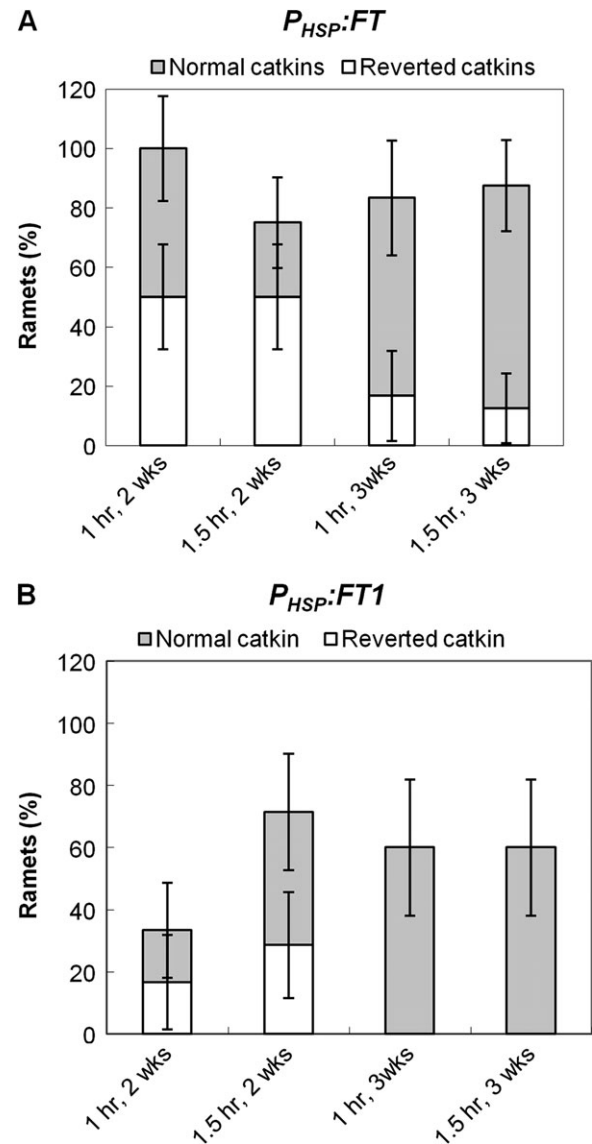 A
P_HSP:FT
Normal catkins Reverted catkins
120
100
80
60
40
20
0
Ramets (%)
1 hr, 2 wks
1.5 hr, 2 wks
1 hr, 3wks
1.5 hr, 3 wks
B
P_HSP:FT1
Normal catkin Reverted catkin
120
100
80
60
40
20
0
Ramets (%)
1 hr, 2 wks
1.5 hr, 2 wks
1 hr, 3wks
1.5 hr, 3 wks